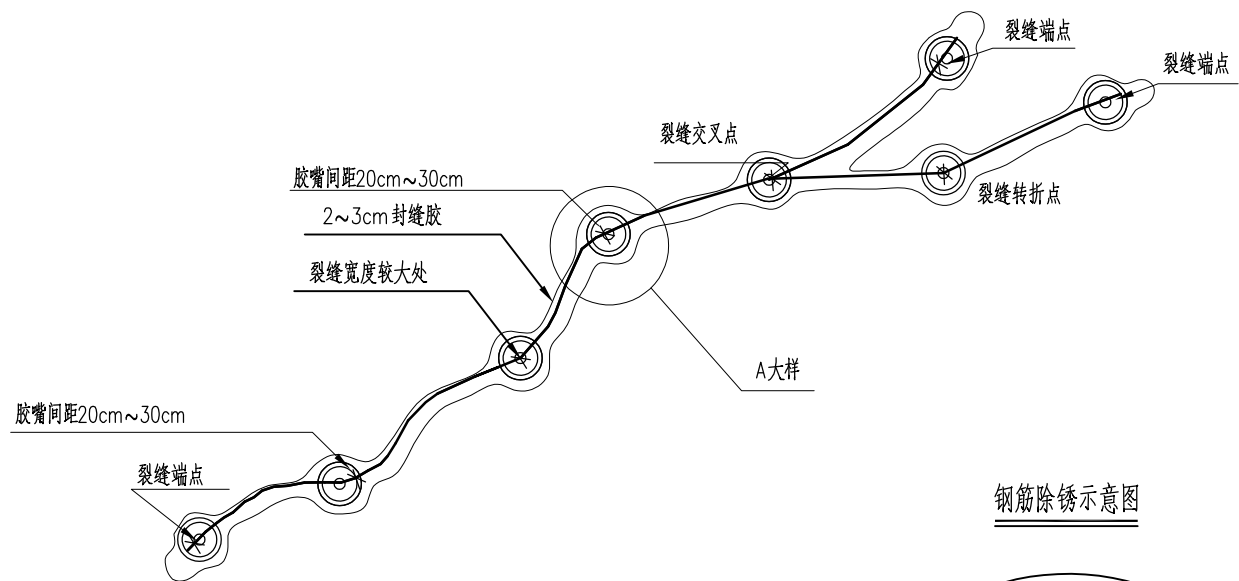 裂缝端点
裂缝端点
裂缝交叉点
胶嘴间距20cm~30cm
裂缝转折点
2~3cm封缝胶
裂缝宽度较大处
A大样
胶嘴间距20cm~30cm
裂缝端点
钢筋除锈示意图